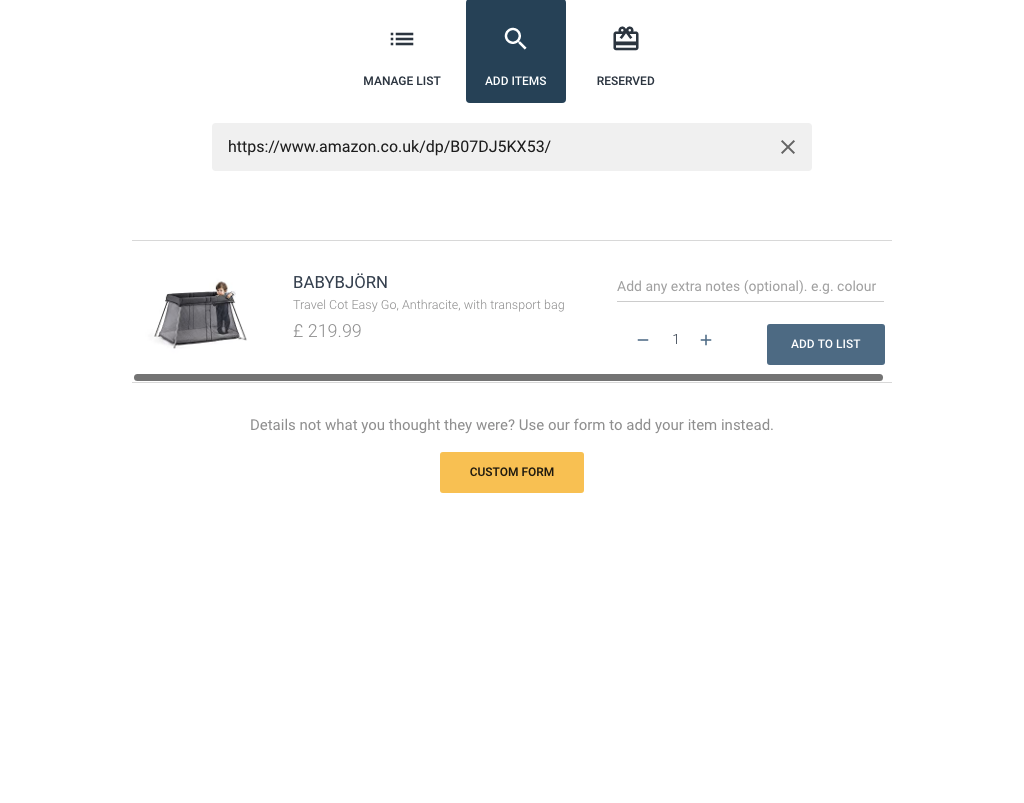 MANAGE LIST
ADD ITEMS
RESERVED
https://www.amazon.co.uk/dp/B07DJ5KX53/
BABYBJÖRN
Travel Cot Easy Go, Anthracite, with transport bag
£ 219.99
Add any extra notes (optional). e.g. colour
1
ADD TO LIST
Details not what you thought they were? Use our form to add your item instead.
CUSTOM FORM